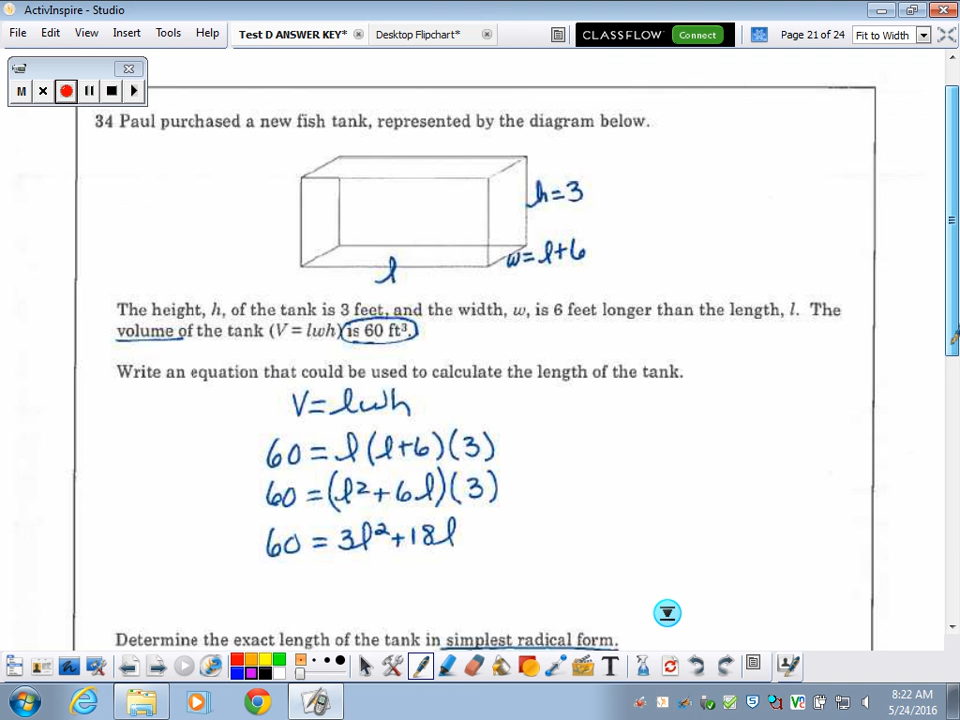 ActivInspire - Studio
File Edit View Insert Tools Help
Test D ANSWER KEY* Desktop Flipchart* CLASSFLOW Connect Page 21 of 24 Fit to Width
M
34 Paul purchased a new fish tank, represented by the diagram below.
h=3
w=l+6
l
The height, h, of the tank is 3 feet, and the width, w, is 6 feet longer than the length, l. The
volume of the tank (V = lwh) is 60 ft³.
Write an equation that could be used to calculate the length of the tank.
V=lwh
60=l(l+6)(3)
60=(l²+6l)(3)
60=3l²+18l
Determine the exact length of the tank in simplest radical form.
T
8:22 AM
5/24/2016